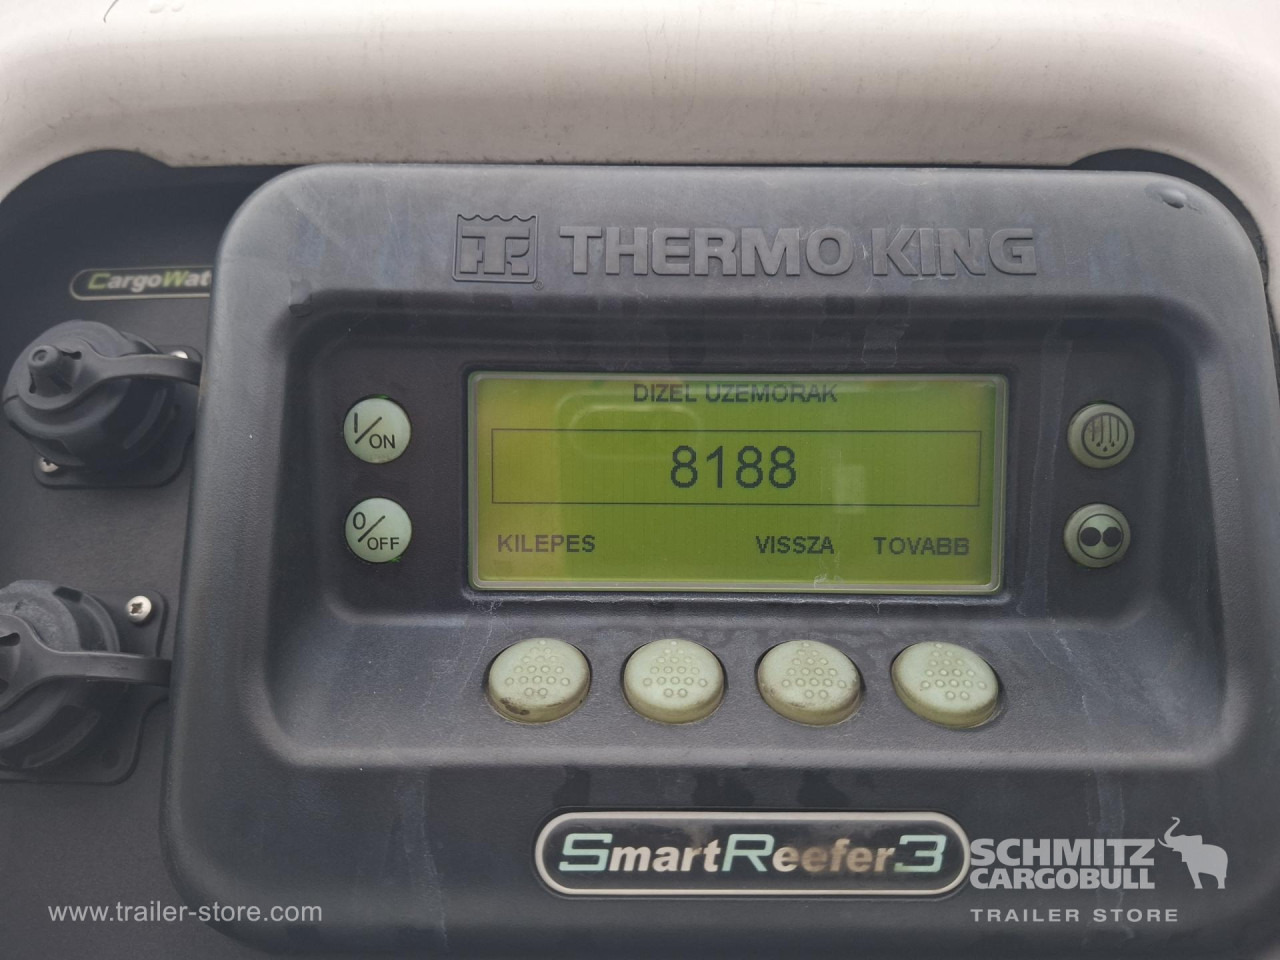 THERMO KING
CargoWat
DIZEL UZEMORAK
I/ON
8188
O/OFF
KILEPES VISSZA TOVABB
SmartReefer3
SCHMITZ
CARGOBULL
TRAILER STORE
www.trailer-store.com